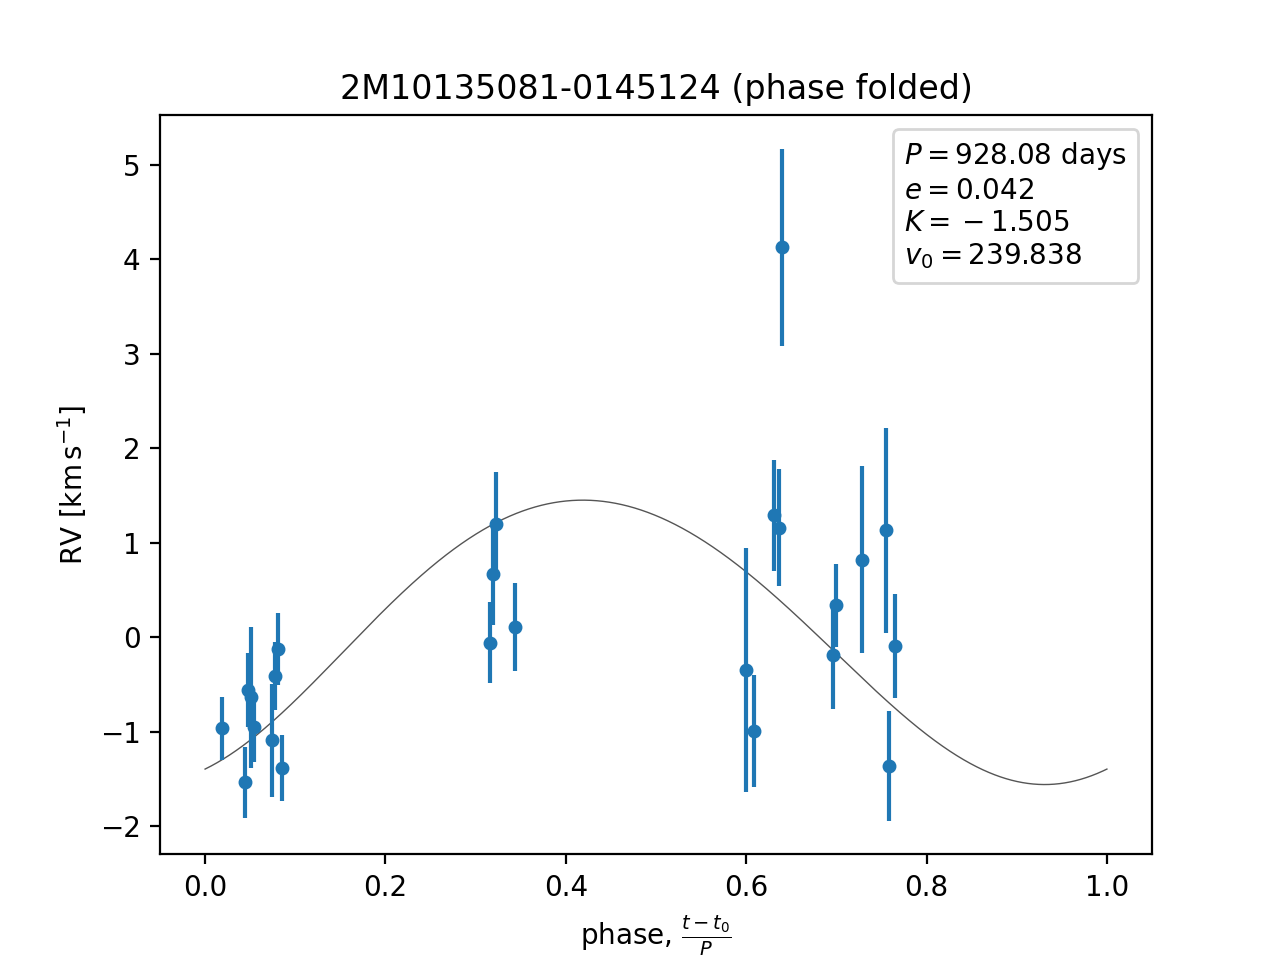 2M10135081-0145124 (phase folded)
P = 928.08 days
e = 0.042
K = −1.505
v₀ = 239.838
5
4
3
2
1
0
−1
−2
RV [km s⁻¹]
0.0 0.2 0.4 0.6 0.8 1.0
phase, (t − t₀)/P